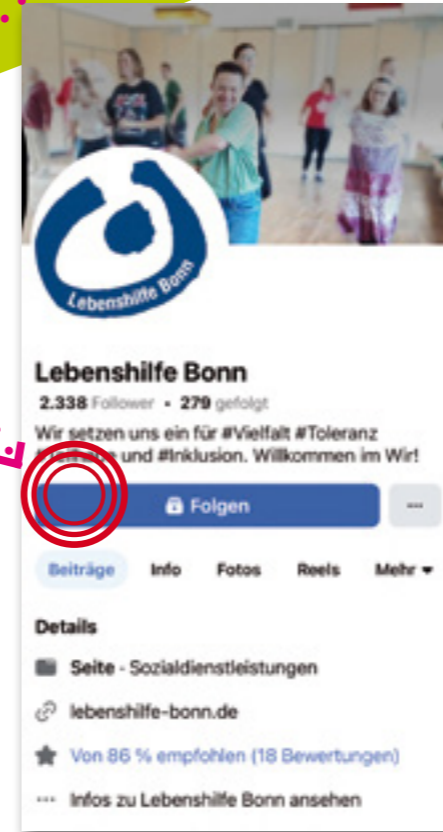 Lebenshilfe Bonn
Lebenshilfe Bonn
2.338 Follower • 279 gefolgt
Wir setzen uns ein für #Vielfalt #Toleranz
und #Inklusion. Willkommen im Wir!
Folgen
Beiträge Info Fotos Reels Mehr
Details
Seite - Sozialdienstleistungen
lebenshilfe-bonn.de
Von 86 % empfohlen (18 Bewertungen)
Infos zu Lebenshilfe Bonn ansehen